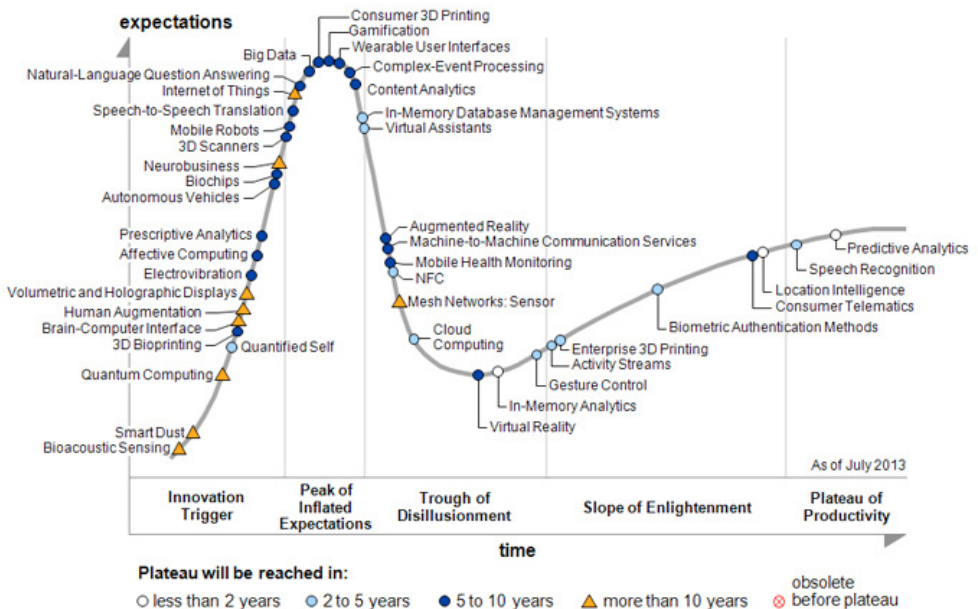 expectations
Consumer 3D Printing
Gamification
Wearable User Interfaces
Big Data
Complex-Event Processing
Natural-Language Question Answering
Content Analytics
Internet of Things
Speech-to-Speech Translation
In-Memory Database Management Systems
Mobile Robots
Virtual Assistants
3D Scanners
Neurobusiness
Biochips
Autonomous Vehicles
Augmented Reality
Prescriptive Analytics
Machine-to-Machine Communication Services
Predictive Analytics
Affective Computing
Mobile Health Monitoring
Speech Recognition
Electrovibration
NFC
Location Intelligence
Volumetric and Holographic Displays
Mesh Networks: Sensor
Consumer Telematics
Human Augmentation
Brain-Computer Interface
Biometric Authentication Methods
3D Bioprinting
Quantified Self
Cloud
Computing
Enterprise 3D Printing
Activity Streams
Quantum Computing
Gesture Control
In-Memory Analytics
Virtual Reality
Smart Dust
Bioacoustic Sensing
As of July 2013
Innovation
Trigger
Peak of
Inflated
Expectations
Trough of
Disillusionment
Slope of Enlightenment
Plateau of
Productivity
time
Plateau will be reached in:
less than 2 years
2 to 5 years
5 to 10 years
more than 10 years
obsolete
before plateau